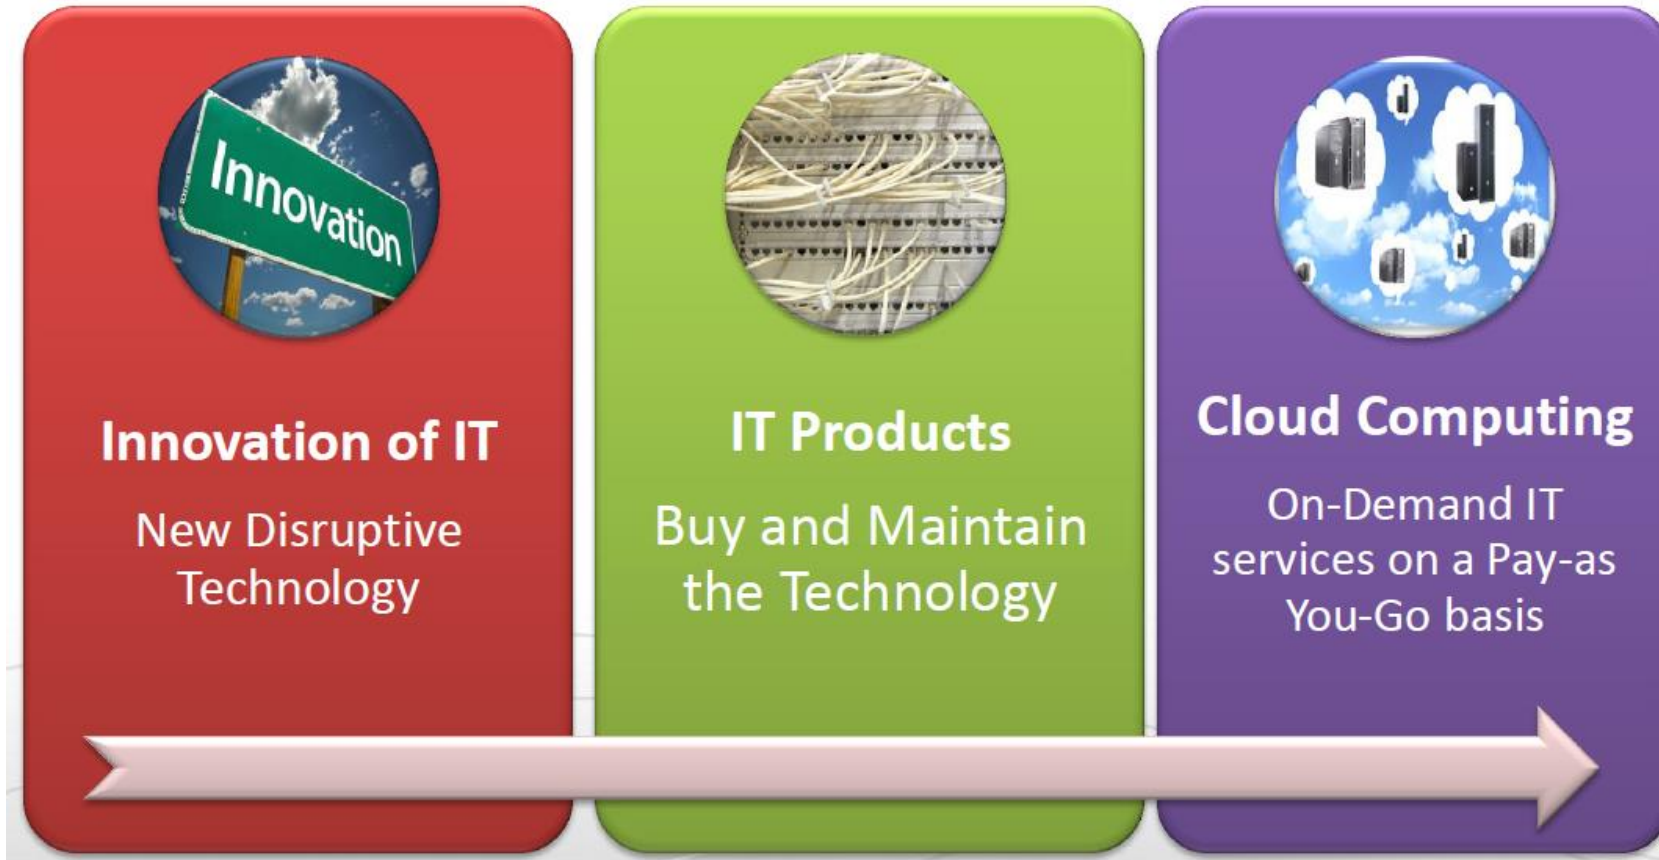 Innovation
Innovation of IT
New Disruptive
Technology
IT Products
Buy and Maintain
the Technology
Cloud Computing
On-Demand IT
services on a Pay-as
You-Go basis